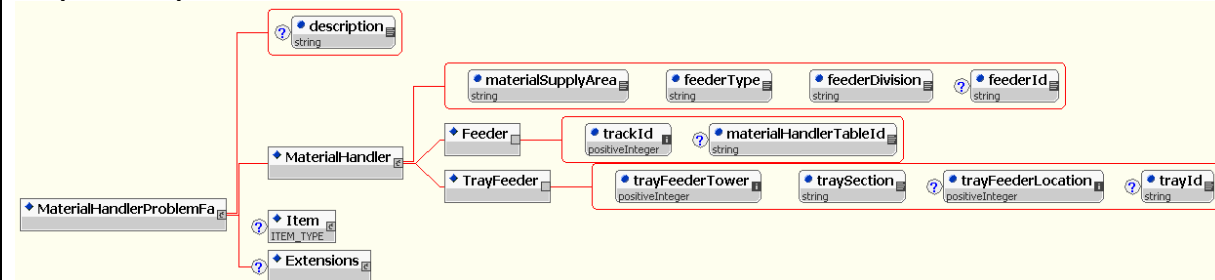 ? description
string
materialSupplyArea feederType feederDivision ? feederId
string string string string
Feeder trackId ? materialHandlerTableId
positiveInteger string
MaterialHandler
TrayFeeder trayFeederTower traySection ? trayFeederLocation ? trayId
positiveInteger string positiveInteger string
MaterialHandlerProblemFa
? Item
ITEM_TYPE
? Extensions